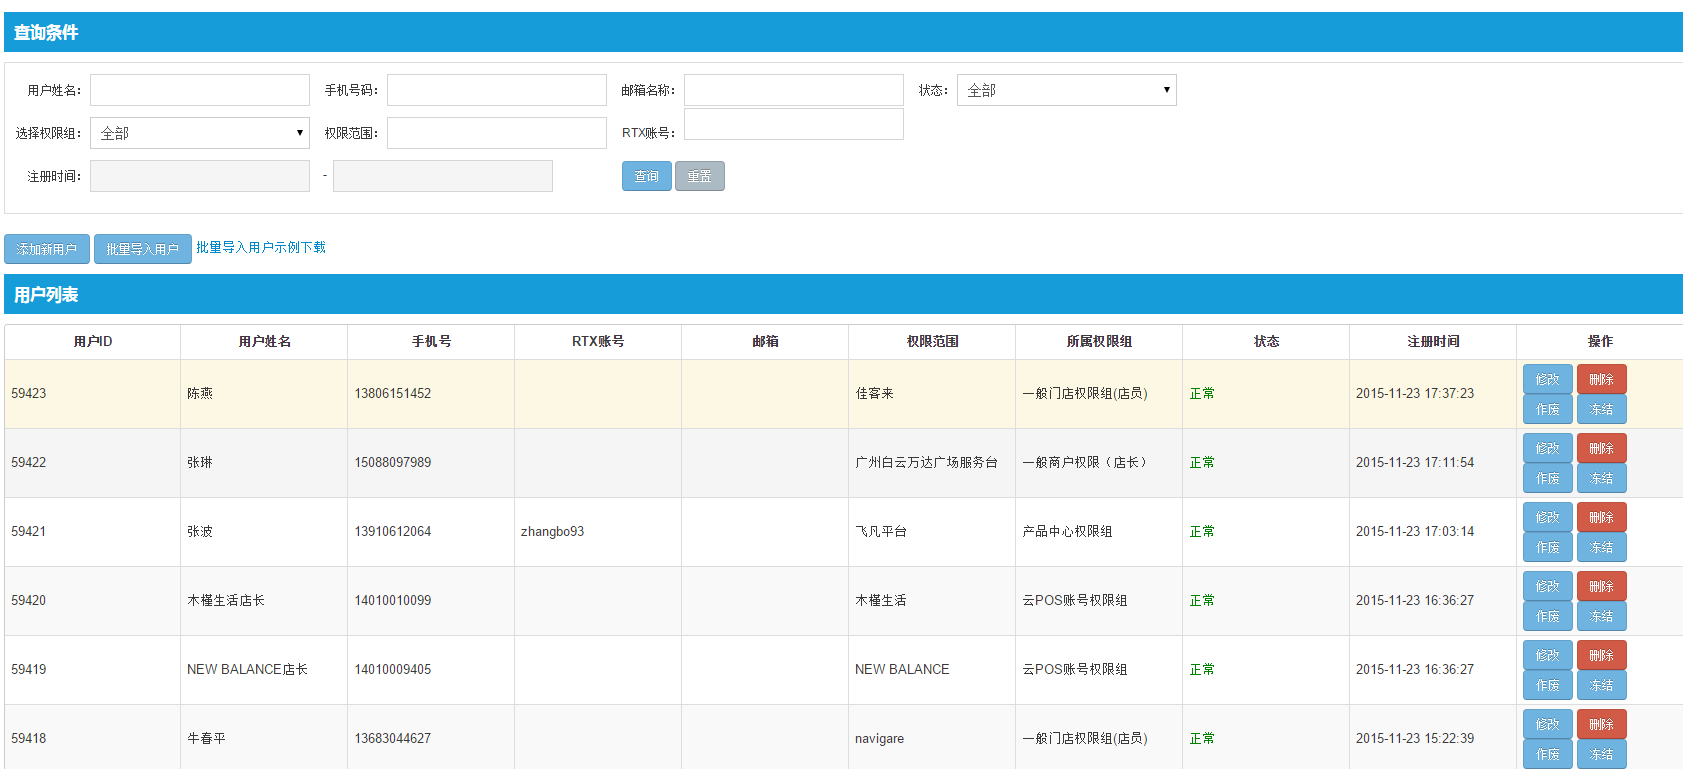 查询条件
用户姓名： 手机号码： 邮箱名称： 状态： 全部
选择权限组： 全部 权限范围： RTX账号：
注册时间： - 查询 重置
添加新用户 批量导入用户 批量导入用户示例下载
用户列表
用户ID 用户姓名 手机号 RTX账号 邮箱 权限范围 所属权限组 状态 注册时间 操作
59423 陈燕 13806151452 佳客来 一般门店权限组(店员) 正常 2015-11-23 17:37:23 修改 删除
作废 冻结
59422 张琳 15088097989 广州白云万达广场服务台 一般商户权限（店长） 正常 2015-11-23 17:11:54 修改 删除
作废 冻结
59421 张波 13910612064 zhangbo93 飞凡平台 产品中心权限组 正常 2015-11-23 17:03:14 修改 删除
作废 冻结
59420 木槿生活店长 14010010099 木槿生活 云POS账号权限组 正常 2015-11-23 16:36:27 修改 删除
作废 冻结
59419 NEW BALANCE店长 14010009405 NEW BALANCE 云POS账号权限组 正常 2015-11-23 16:36:27 修改 删除
作废 冻结
59418 牛春平 13683044627 navigare 一般门店权限组(店员) 正常 2015-11-23 15:22:39 修改 删除
作废 冻结